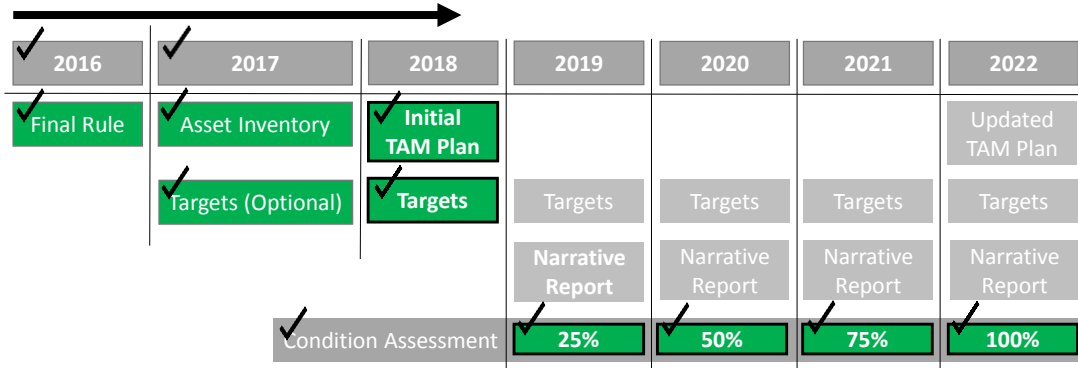 2016 2017 2018 2019 2020 2021 2022
Final Rule Asset Inventory Initial TAM Plan Updated TAM Plan
Targets (Optional) Targets Targets Targets Targets Targets
Narrative Report Narrative Report Narrative Report Narrative Report
Condition Assessment 25% 50% 75% 100%